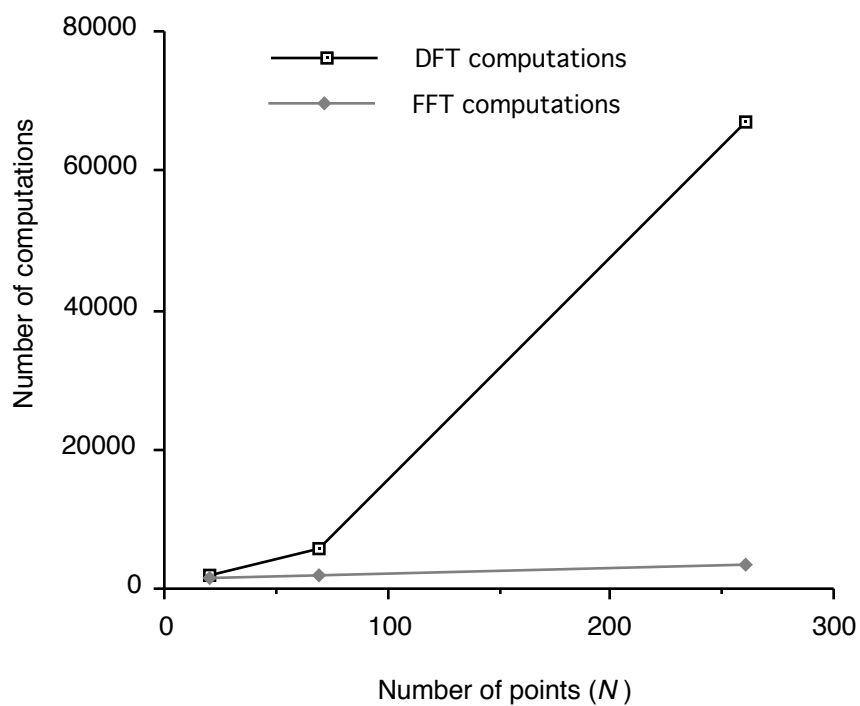 80000
DFT computations
FFT computations
60000
40000
20000
0
Number of computations
0 100 200 300
Number of points (N)